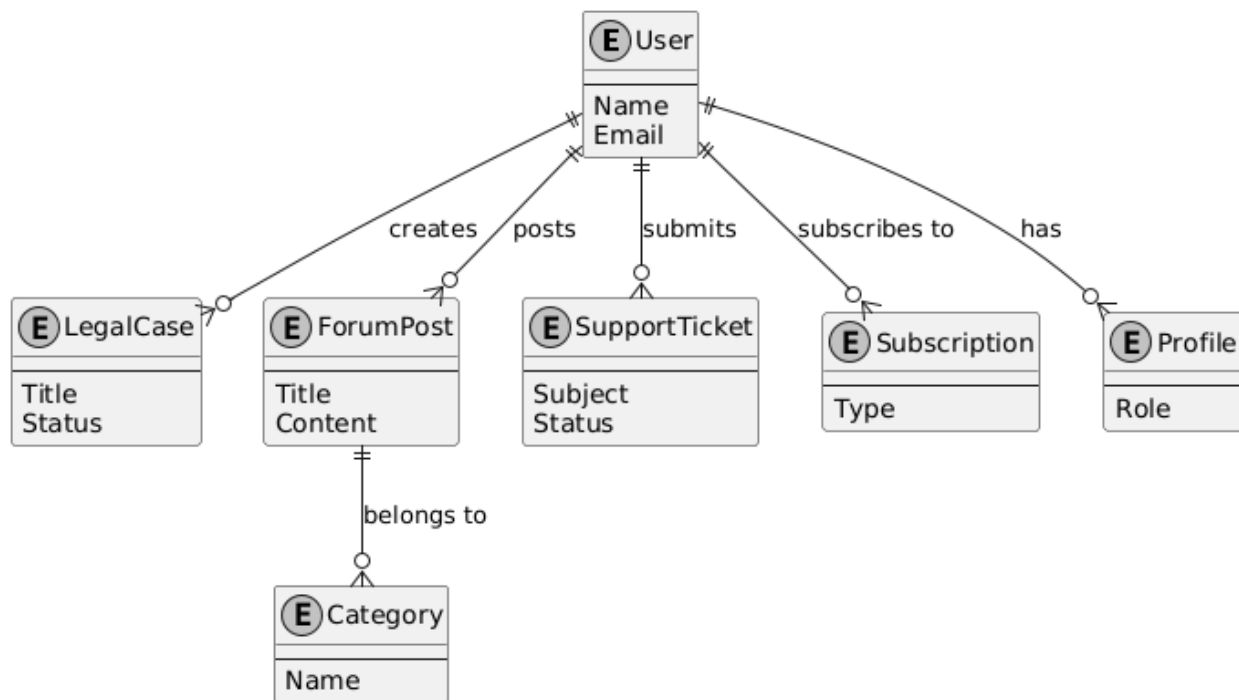 E User
Name
Email
creates
posts
submits
subscribes to
has
E LegalCase
Title
Status
E ForumPost
Title
Content
E SupportTicket
Subject
Status
E Subscription
Type
E Profile
Role
belongs to
E Category
Name